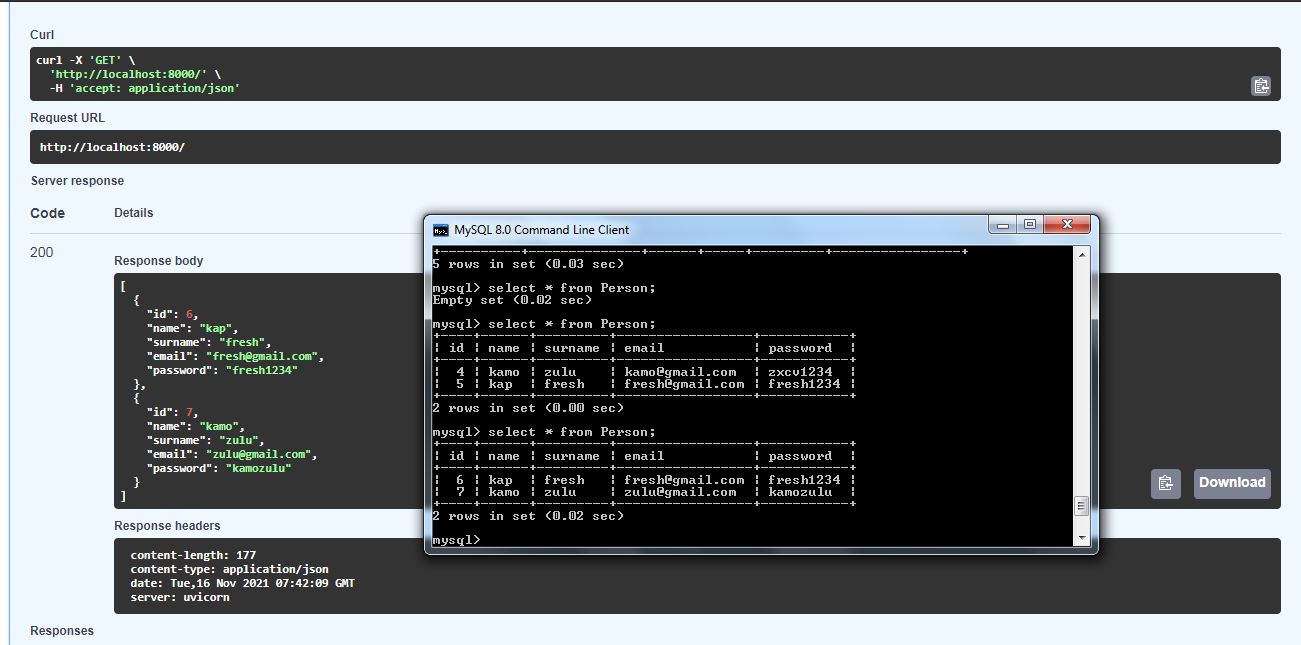 Curl
curl -X 'GET' \
'http://localhost:8000/' \
-H 'accept: application/json'
Request URL
http://localhost:8000/
Server response
Code Details
200
Response body
[
{
"id": 6,
"name": "kap",
"surname": "fresh",
"email": "fresh@gmail.com",
"password": "fresh1234"
},
{
"id": 7,
"name": "kamo",
"surname": "zulu",
"email": "zulu@gmail.com",
"password": "kamozulu"
}
]
Download
Response headers
content-length: 177
content-type: application/json
date: Tue,16 Nov 2021 07:42:09 GMT
server: uvicorn
Responses
MySQL 8.0 Command Line Client
+----------+--------------+------+-----+---------+----------------+
5 rows in set (0.03 sec)
mysql> select * from Person;
Empty set (0.02 sec)
mysql> select * from Person;
+----+------+---------+-----------------+-----------+
| id | name | surname | email | password |
+----+------+---------+-----------------+-----------+
| 4 | kamo | zulu | kamo@gmail.com | zxcv1234 |
| 5 | kap | fresh | fresh@gmail.com | fresh1234 |
+----+------+---------+-----------------+-----------+
2 rows in set (0.00 sec)
mysql> select * from Person;
+----+------+---------+-----------------+-----------+
| id | name | surname | email | password |
+----+------+---------+-----------------+-----------+
| 6 | kap | fresh | fresh@gmail.com | fresh1234 |
| 7 | kamo | zulu | zulu@gmail.com | kamozulu |
+----+------+---------+-----------------+-----------+
2 rows in set (0.02 sec)
mysql>